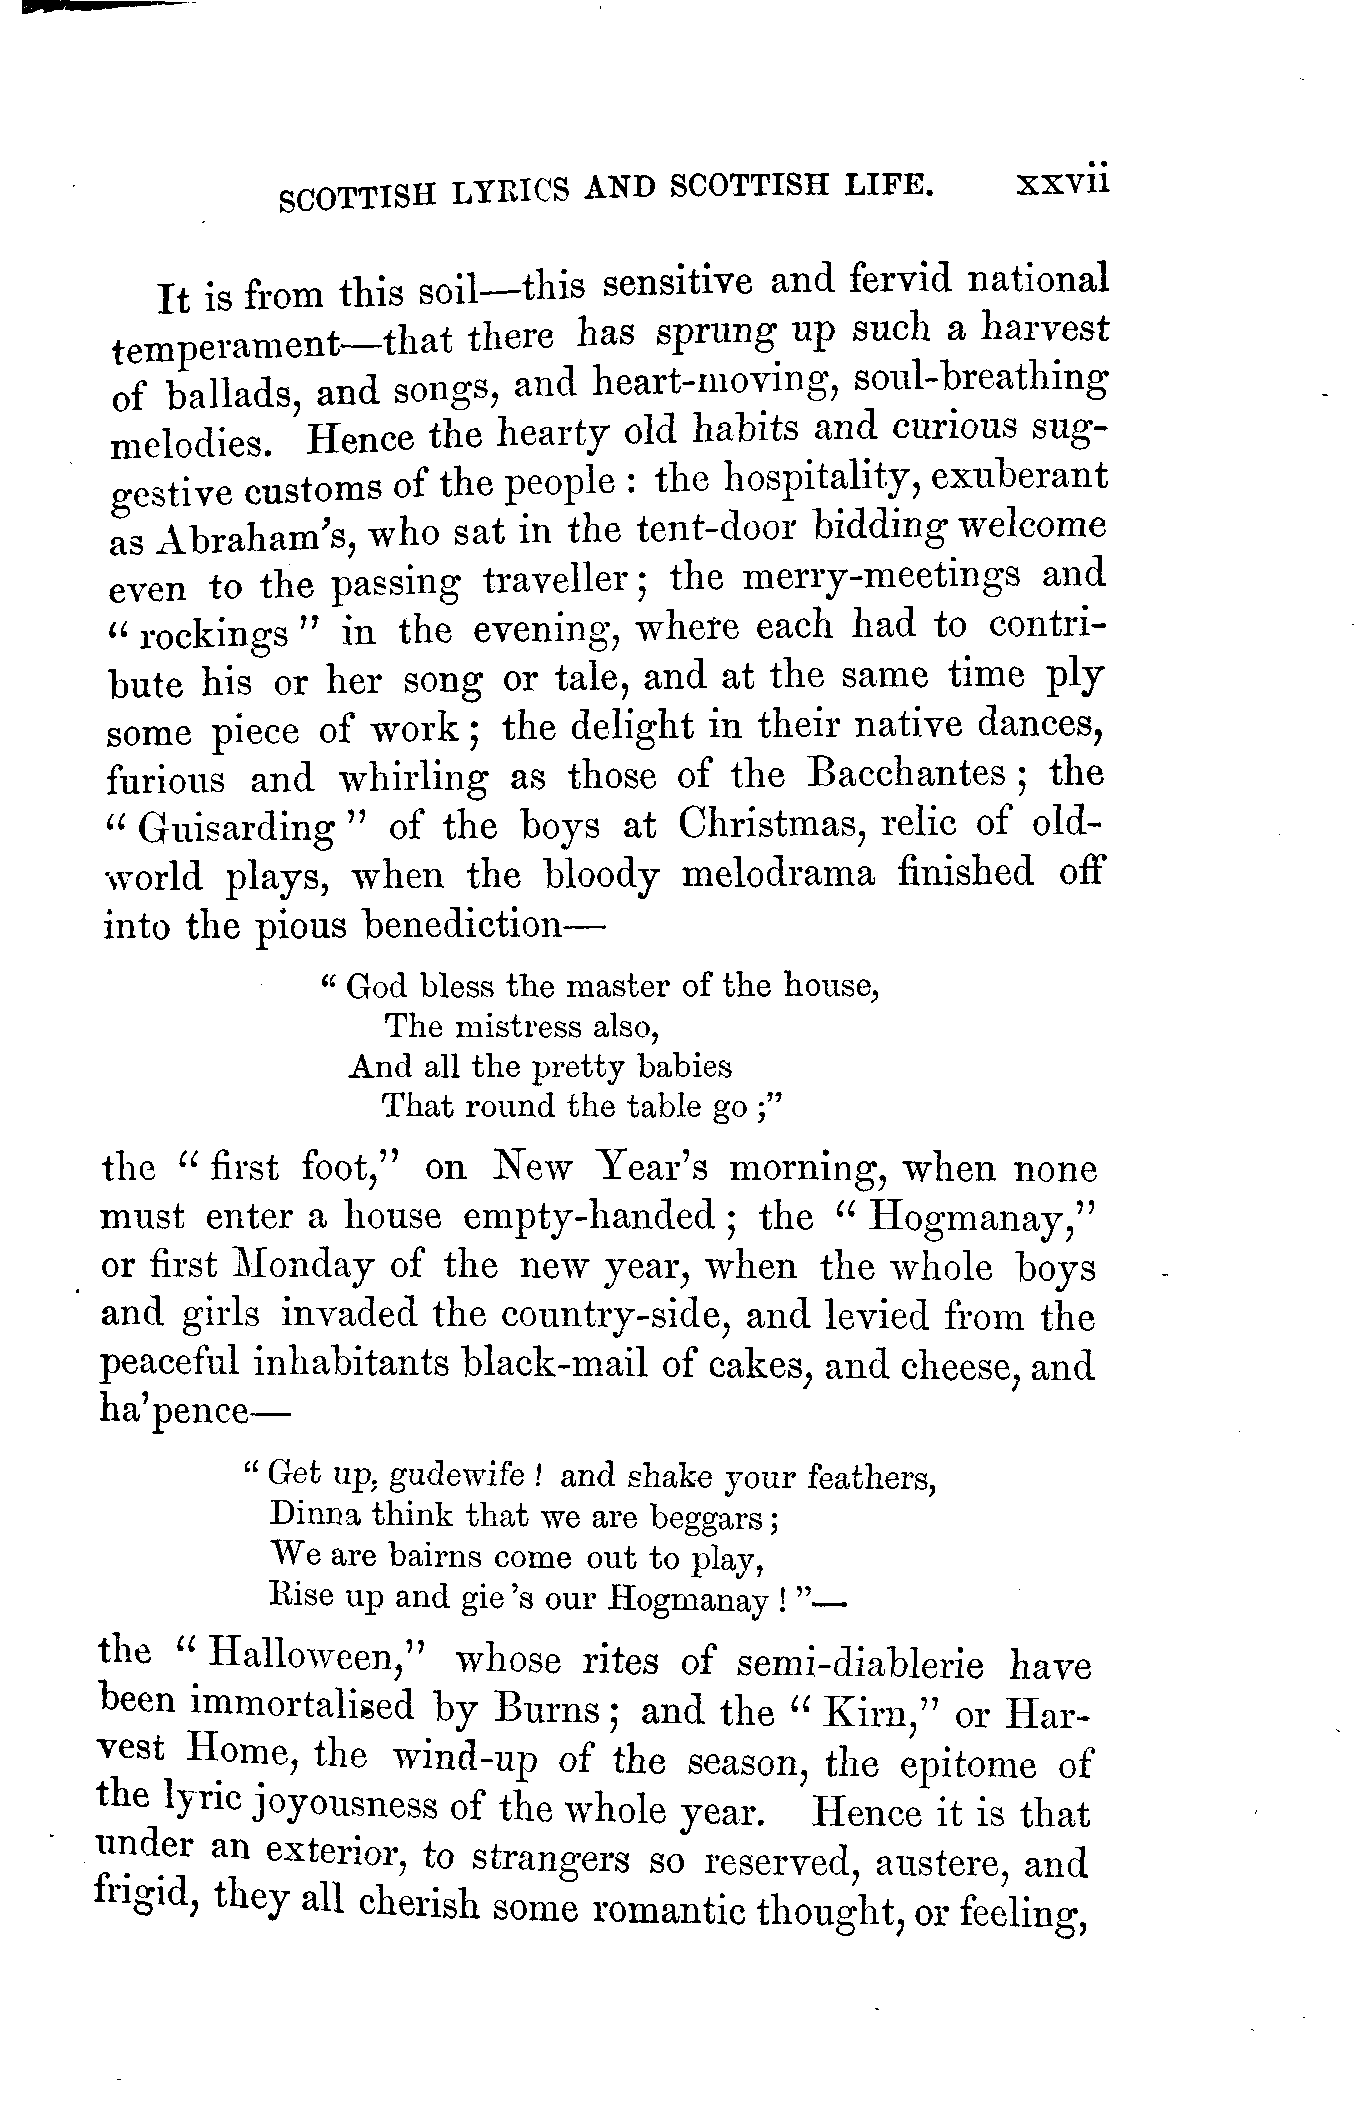 SCOTTISH LYRICS AND SCOTTISH LIFE. xxvii
It is from this soil—this sensitive and fervid national
temperament—that there has sprung up such a harvest
of ballads, and songs, and heart-moving, soul-breathing
melodies. Hence the hearty old habits and curious sug-
gestive customs of the people : the hospitality, exuberant
as Abraham's, who sat in the tent-door bidding welcome
even to the passing traveller ; the merry-meetings and
“ rockings ” in the evening, where each had to contri-
bute his or her song or tale, and at the same time ply
some piece of work ; the delight in their native dances,
furious and whirling as those of the Bacchantes ; the
“ Guisarding ” of the boys at Christmas, relic of old-
world plays, when the bloody melodrama finished off
into the pious benediction—
“ God bless the master of the house,
The mistress also,
And all the pretty babies
That round the table go ;”
the “ first foot,” on New Year's morning, when none
must enter a house empty-handed ; the “ Hogmanay,”
or first Monday of the new year, when the whole boys
and girls invaded the country-side, and levied from the
peaceful inhabitants black-mail of cakes, and cheese, and
ha'pence—
“ Get up, gudewife ! and shake your feathers,
Dinna think that we are beggars ;
We are bairns come out to play,
Rise up and gie 's our Hogmanay ! ”—
the “ Halloween,” whose rites of semi-diablerie have
been immortalised by Burns ; and the “ Kirn,” or Har-
vest Home, the wind-up of the season, the epitome of
the lyric joyousness of the whole year. Hence it is that
under an exterior, to strangers so reserved, austere, and
frigid, they all cherish some romantic thought, or feeling,